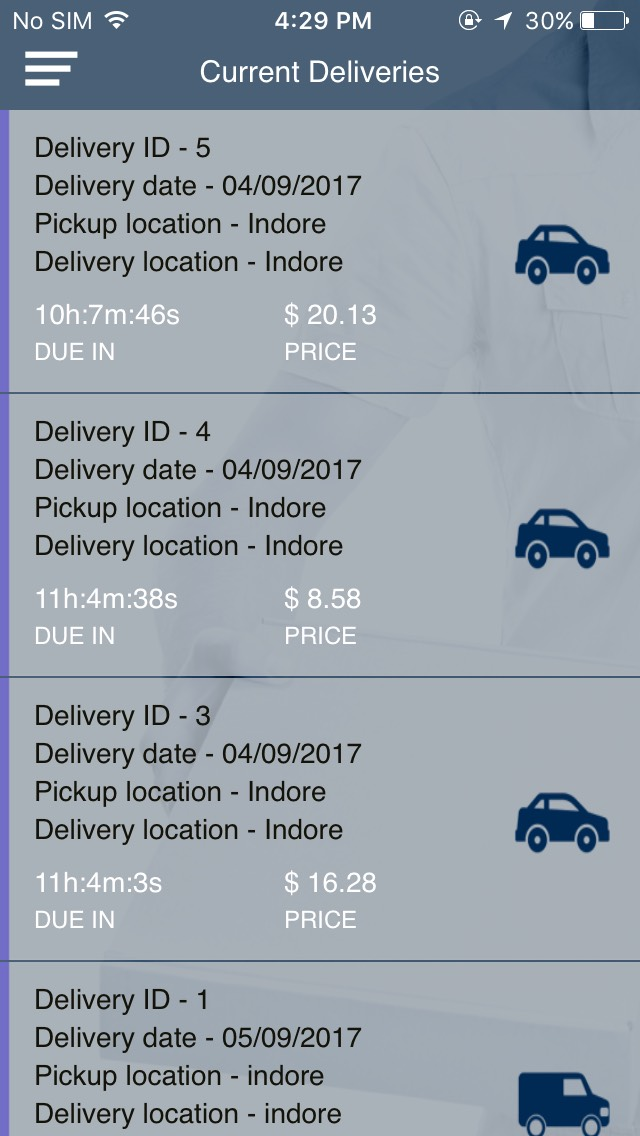 No SIM 4:29 PM 30%
Current Deliveries
Delivery ID - 5
Delivery date - 04/09/2017
Pickup location - Indore
Delivery location - Indore
10h:7m:46s $ 20.13
DUE IN PRICE
Delivery ID - 4
Delivery date - 04/09/2017
Pickup location - Indore
Delivery location - Indore
11h:4m:38s $ 8.58
DUE IN PRICE
Delivery ID - 3
Delivery date - 04/09/2017
Pickup location - Indore
Delivery location - Indore
11h:4m:3s $ 16.28
DUE IN PRICE
Delivery ID - 1
Delivery date - 05/09/2017
Pickup location - indore
Delivery location - indore